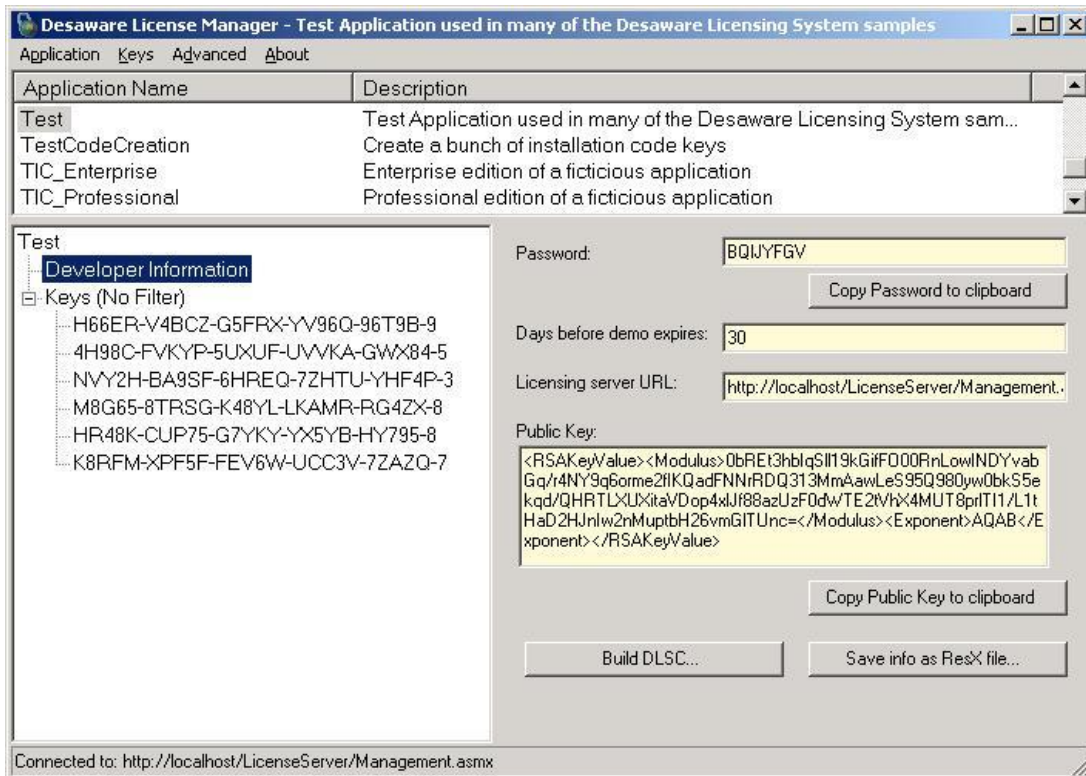 Desaware License Manager - Test Application used in many of the Desaware Licensing System samples
Application Keys Advanced About
Application Name Description
Test Test Application used in many of the Desaware Licensing System sam...
TestCodeCreation Create a bunch of installation code keys
TIC_Enterprise Enterprise edition of a ficticious application
TIC_Professional Professional edition of a ficticious application
Test
Developer Information
Keys (No Filter)
H66ER-V4BCZ-G5FRX-YV96Q-96T9B-9
4H98C-FVKYP-5UXUF-UVVKA-GWX84-5
NVY2H-BA9SF-6HREQ-7ZHTU-YHF4P-3
M8G65-8TRSG-K48YL-LKAMR-RG4ZX-8
HR48K-CUP75-G7YKY-YX5YB-HY795-8
K8RFM-XPF5F-FEV6W-UCC3V-7ZAZQ-7
Password: BQIJYFGV
Copy Password to clipboard
Days before demo expires: 30
Licensing server URL: http://localhost/LicenseServer/Management.
Public Key:
<RSAKeyValue><Modulus>0bREt3hbIqSII19kGifFO00RnLowINDYvab
Gq/r4NY9q6orme2fIKQadFNNrRDQ313MmAawLeS95Q980yw0bkS5e
kqd/QHRTLXUXitaVDop4xIJf88azUzF0dWTE2tVhX4MUT8prITI1/L1t
HaD2HJnIw2nMuptbH26vmGITUnc=</Modulus><Exponent>AQAB</E
xponent></RSAKeyValue>
Copy Public Key to clipboard
Build DLSC... Save info as ResX file...
Connected to: http://localhost/LicenseServer/Management.asmx